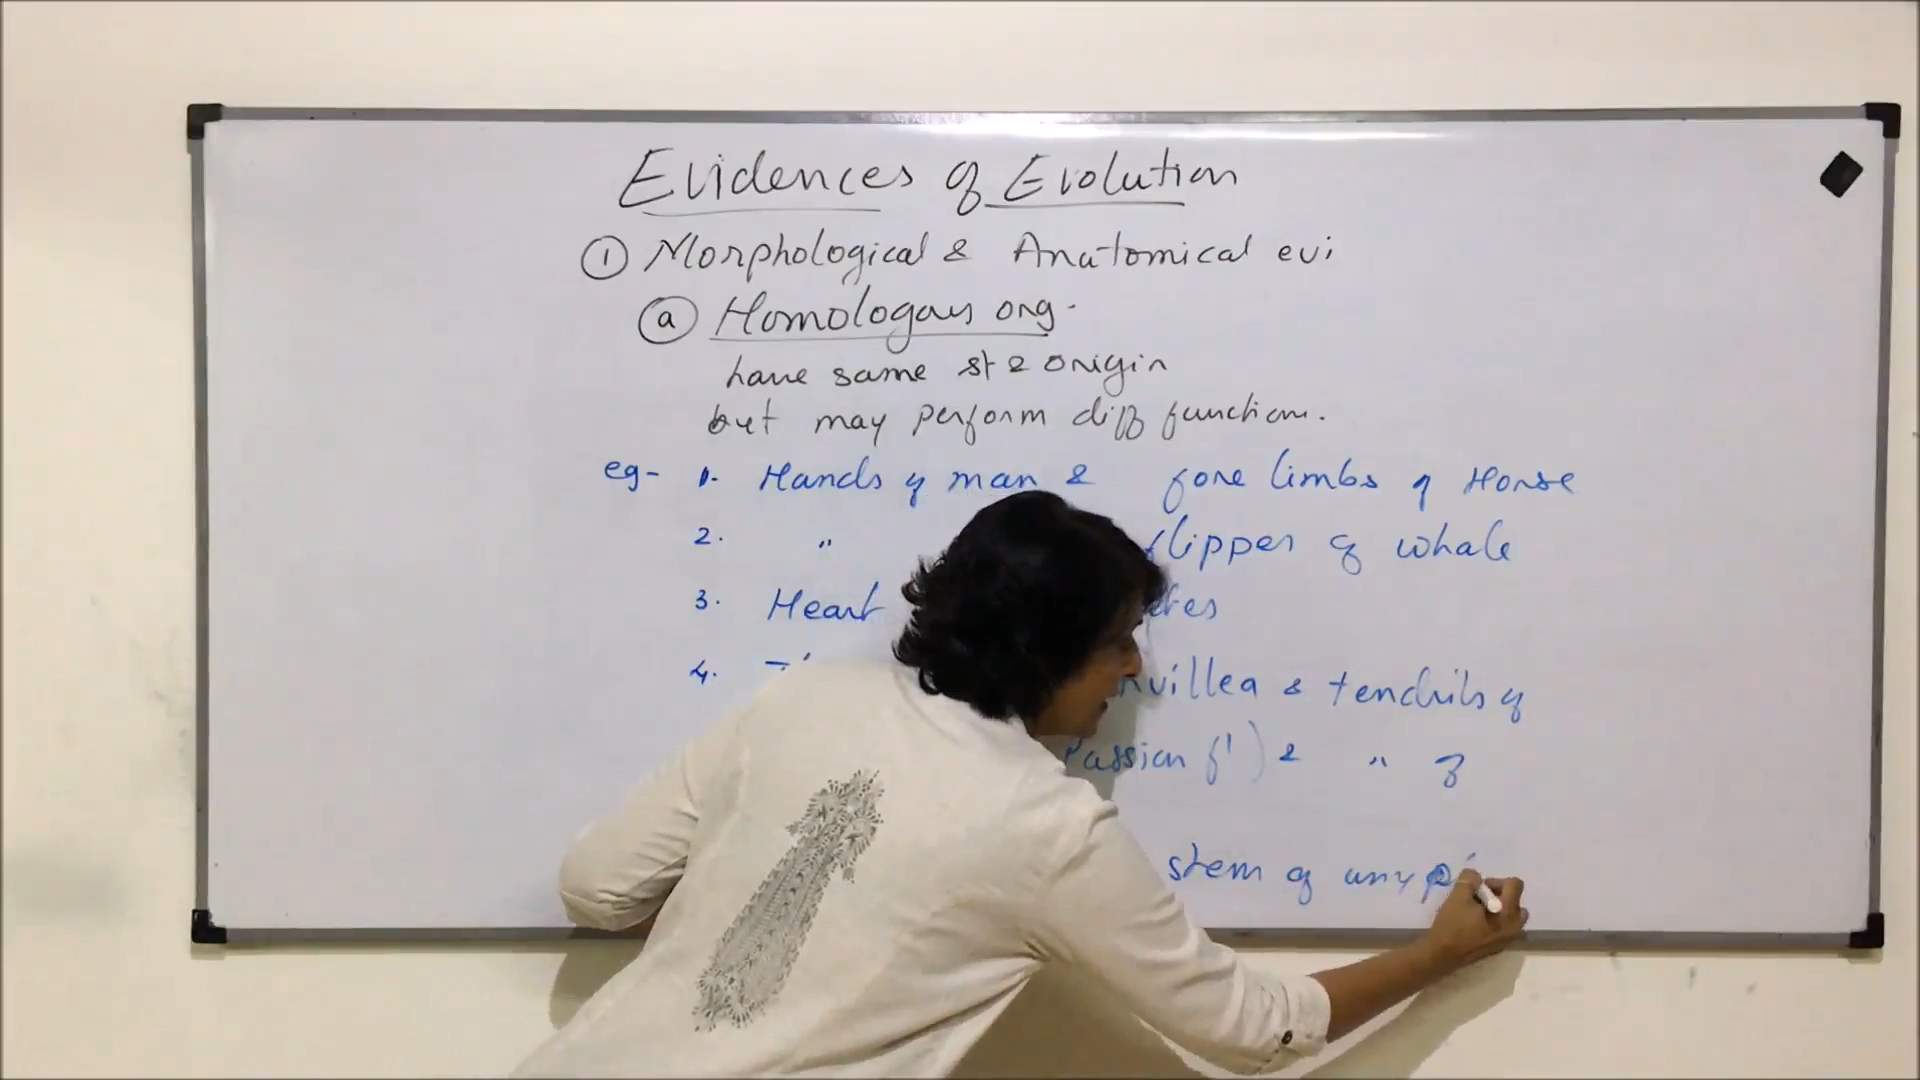 Evidences of Evolution
① Morphological & Anatomical evi
ⓐ Homologous org.
have same st & origin
but may perform diff function.
eg- 1. Hands of man & fore limbs of Horse
2. " flipper of whale
3. Heart
4. & tendrils of
Passion fl) & " of
stem of any